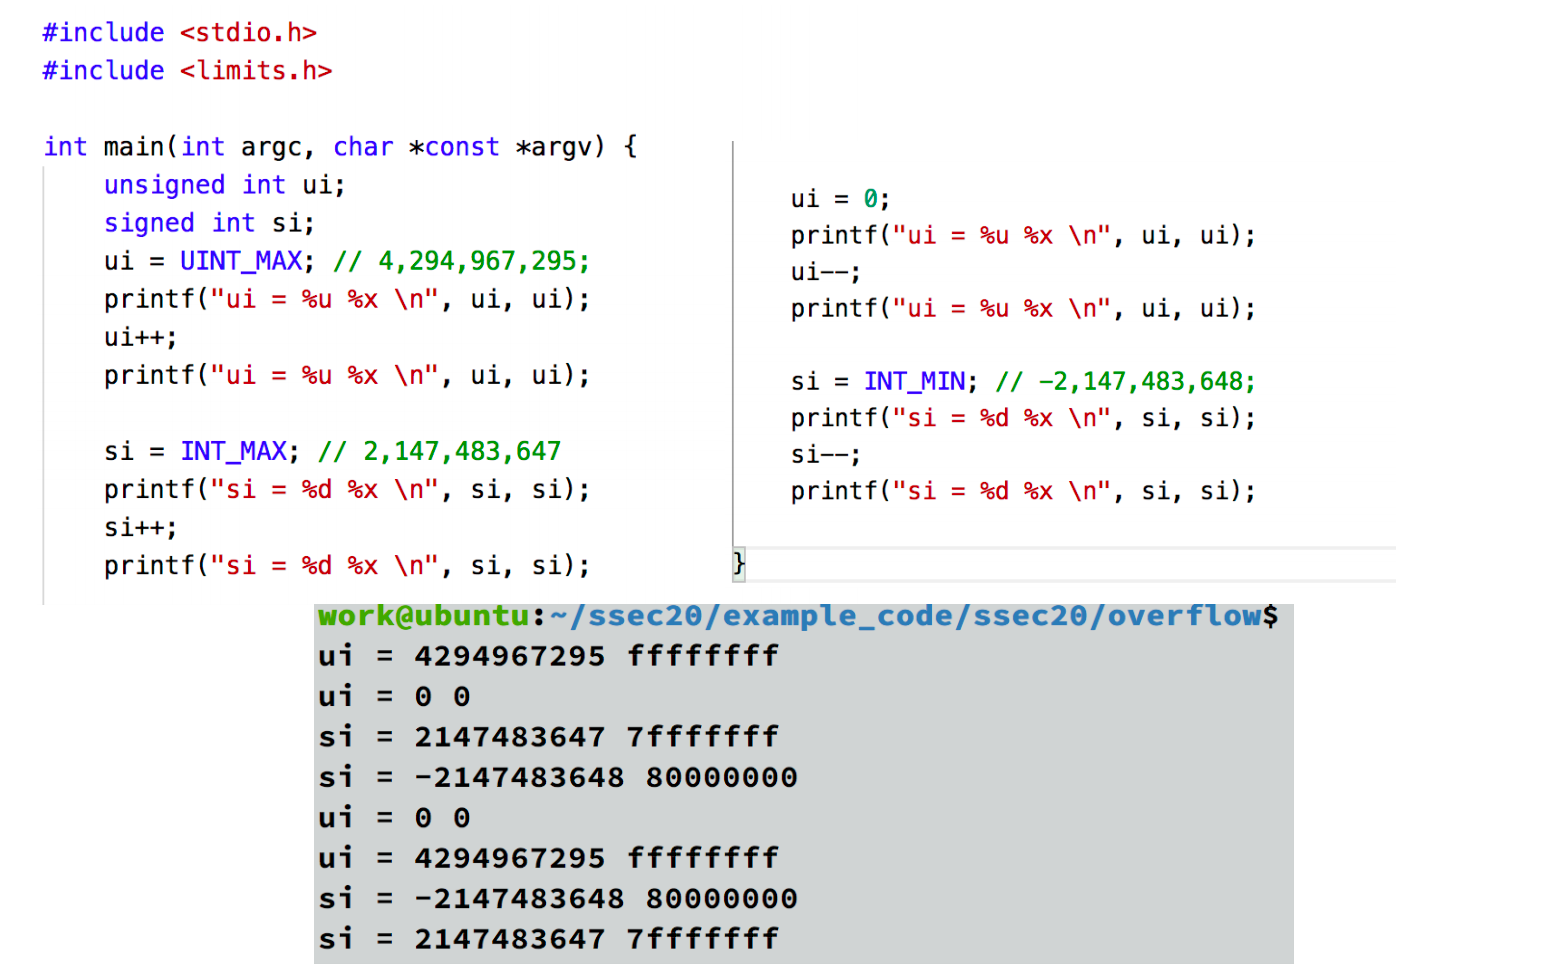 #include <stdio.h>
#include <limits.h>
int main(int argc, char *const *argv) {
unsigned int ui;
signed int si;
ui = UINT_MAX; // 4,294,967,295;
printf("ui = %u %x \n", ui, ui);
ui++;
printf("ui = %u %x \n", ui, ui);
si = INT_MAX; // 2,147,483,647
printf("si = %d %x \n", si, si);
si++;
printf("si = %d %x \n", si, si);
ui = 0;
printf("ui = %u %x \n", ui, ui);
ui--;
printf("ui = %u %x \n", ui, ui);
si = INT_MIN; // -2,147,483,648;
printf("si = %d %x \n", si, si);
si--;
printf("si = %d %x \n", si, si);
}
work@ubuntu:~/ssec20/example_code/ssec20/overflow$
ui = 4294967295 ffffffff
ui = 0 0
si = 2147483647 7fffffff
si = -2147483648 80000000
ui = 0 0
ui = 4294967295 ffffffff
si = -2147483648 80000000
si = 2147483647 7fffffff